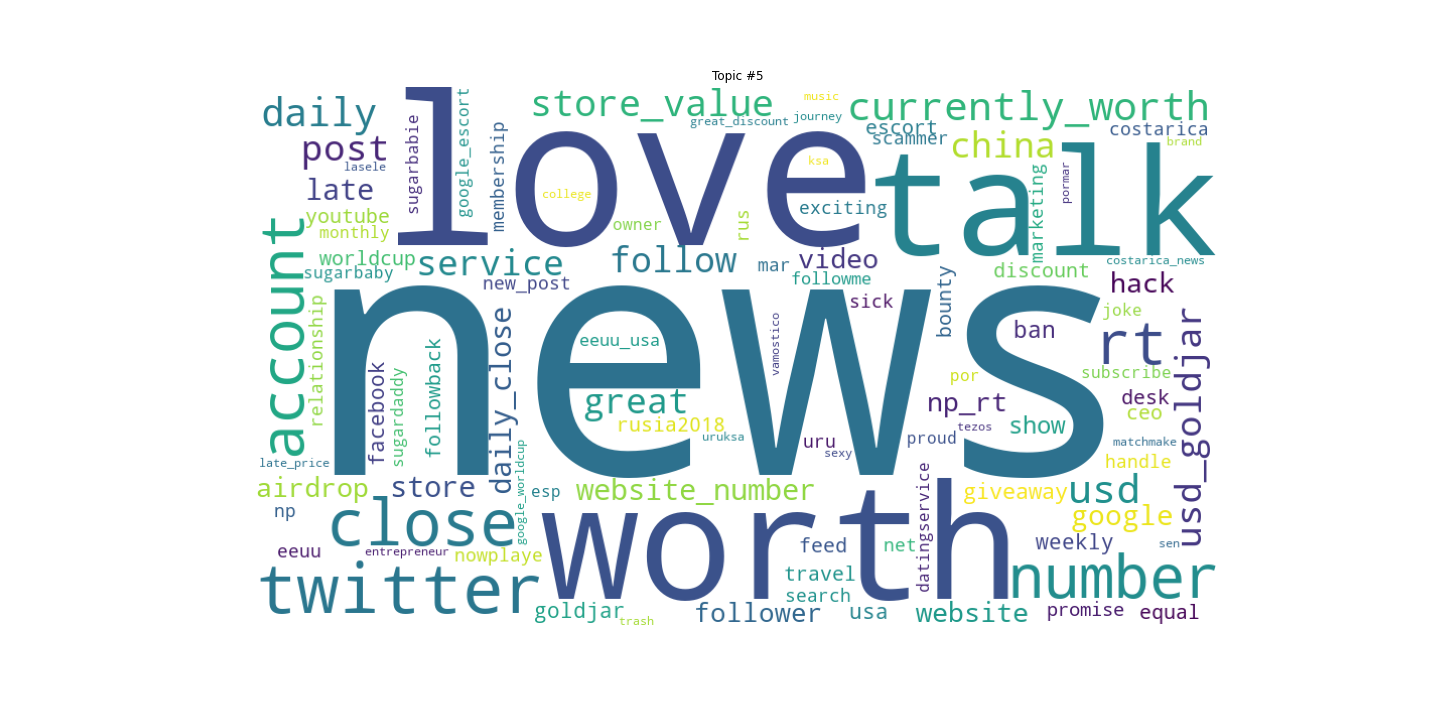 Topic #5
love
news
talk
worth
daily
post
late
lasele
youtube
monthly
worldcup
sugarbaby
sugarbabie
google_escort
membership
store_value
great_discount
music
journey
currently_worth
escort
scammer
china
costarica
brand
ksa
college
exciting
owner
rus
marketing
pormar
account
service
follow
mar
video
followme
discount
costarica_news
hack
new_post
sick
bounty
ban
joke
rt
usd_goldjar
relationship
facebook
sugardaddy
followback
daily_close
eeuu_usa
vamostico
great
rusia2018
uruksa
uru
sexy
por
np_rt
proud
tezos
show
subscribe
desk
ceo
matchmake
handle
late_price
airdrop
store
google_worldcup
esp
website_number
datingservice
giveaway
usd
google
np
close
eeuu
entrepreneur
nowplaye
feed
net
weekly
sen
twitter
travel
search
number
goldjar
trash
follower
usa
website
promise
equal